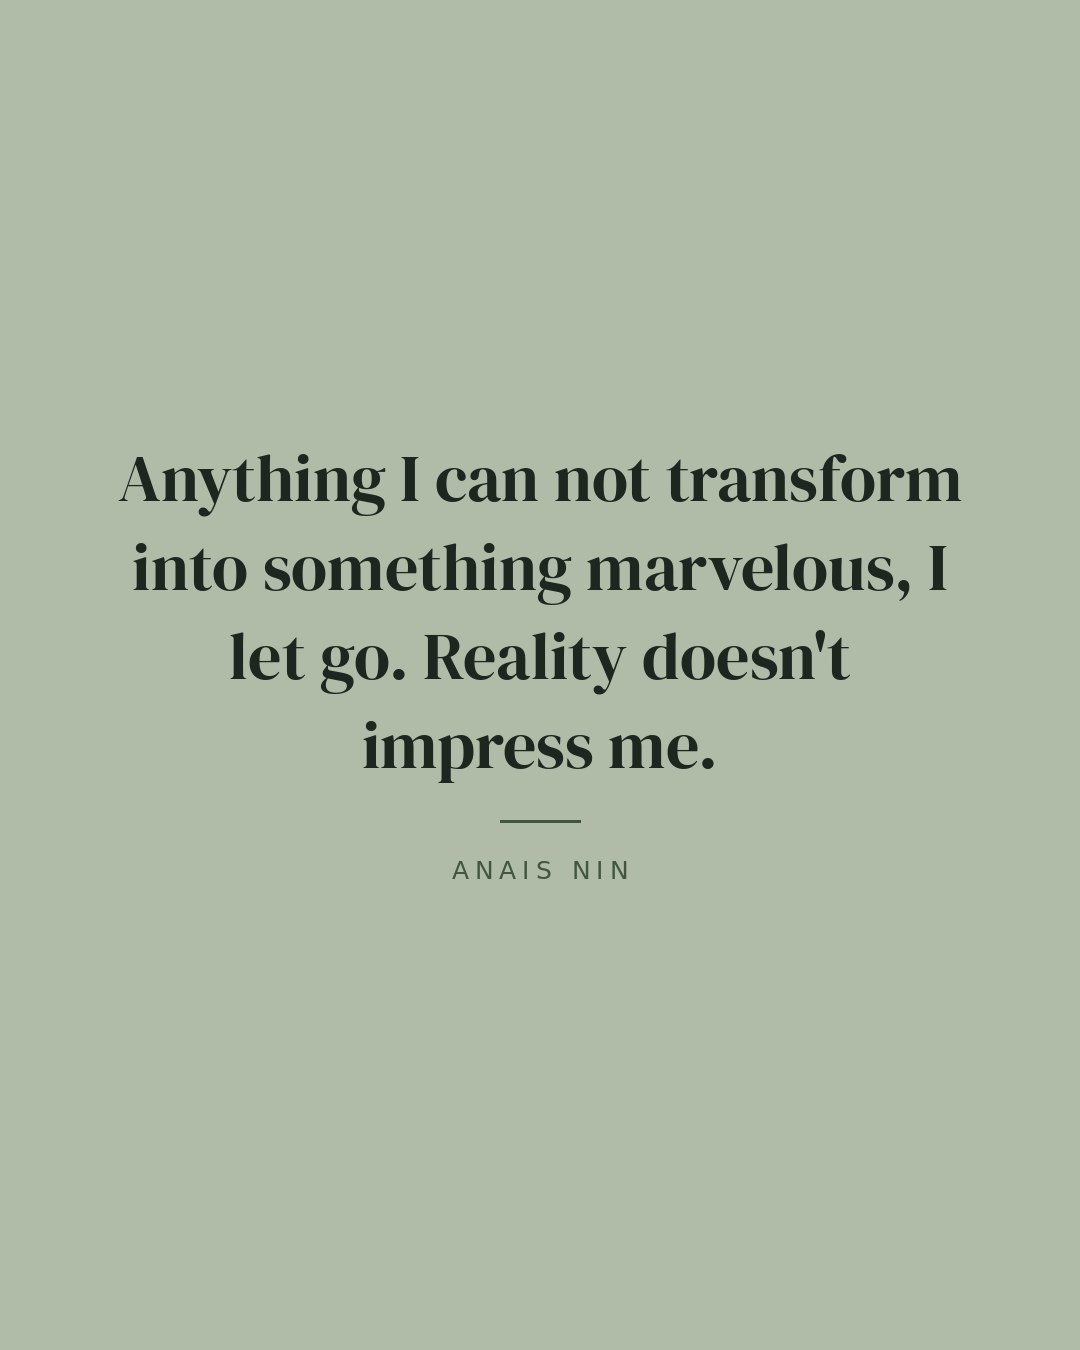 Anything I can not transform
into something marvelous, I
let go. Reality doesn't
impress me.
ANAIS NIN